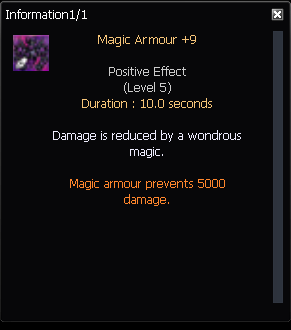 Information1/1
Magic Armour +9
Positive Effect
(Level 5)
Duration : 10.0 seconds
Damage is reduced by a wondrous
magic.
Magic armour prevents 5000
damage.